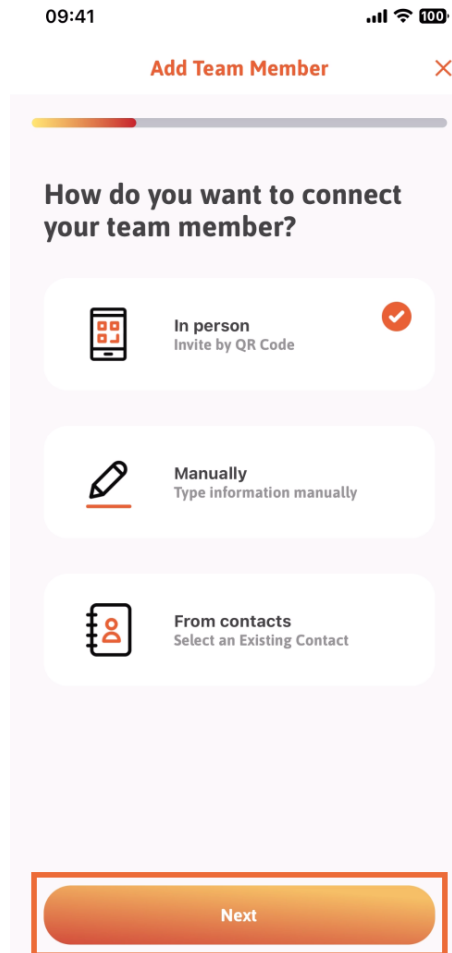 09:41
100
Add Team Member
How do you want to connect
your team member?
In person
Invite by QR Code
Manually
Type information manually
From contacts
Select an Existing Contact
Next